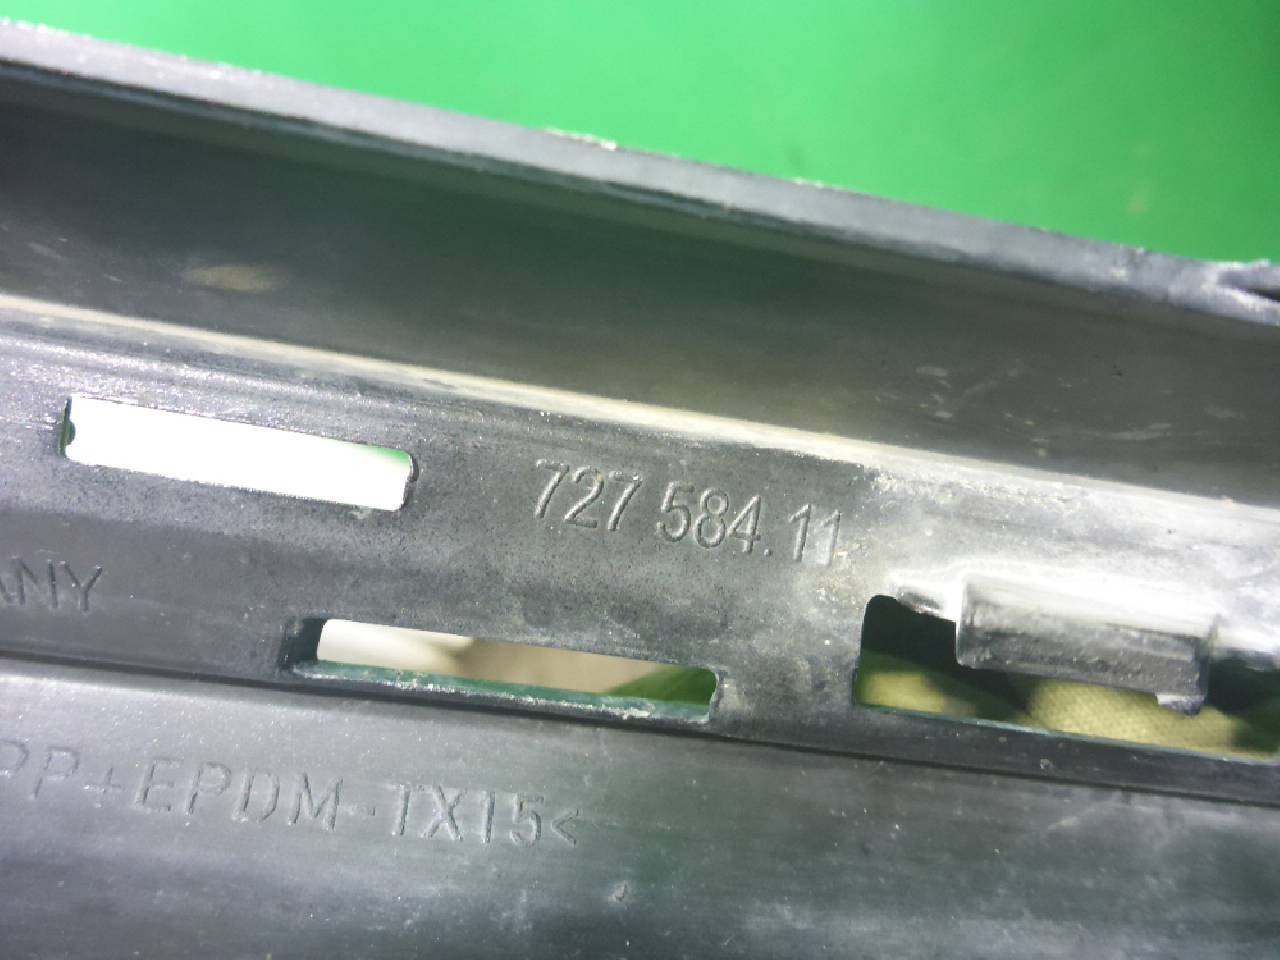 727 584.11
ANY
PP+EPDM-TX15<